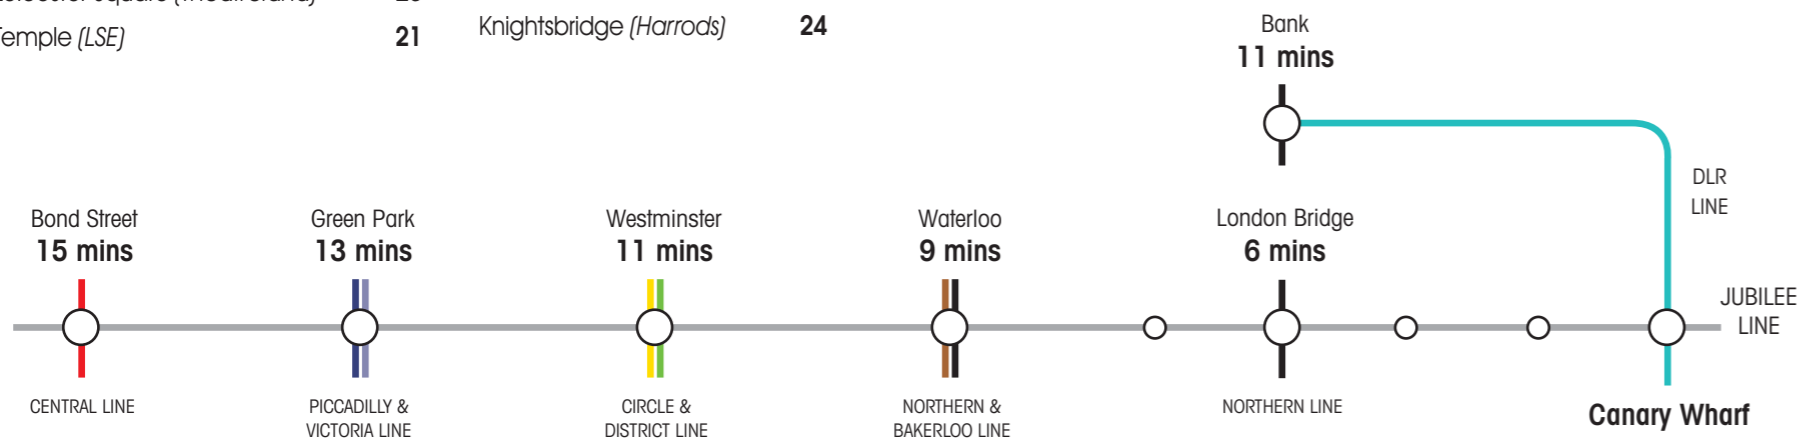 Temple (LSE) 21
Knightsbridge (Harrods) 24
Bank
11 mins
DLR
LINE
Bond Street
15 mins
Green Park
13 mins
Westminster
11 mins
Waterloo
9 mins
London Bridge
6 mins
JUBILEE
LINE
CENTRAL LINE
PICCADILLY &
VICTORIA LINE
CIRCLE &
DISTRICT LINE
NORTHERN &
BAKERLOO LINE
NORTHERN LINE
Canary Wharf